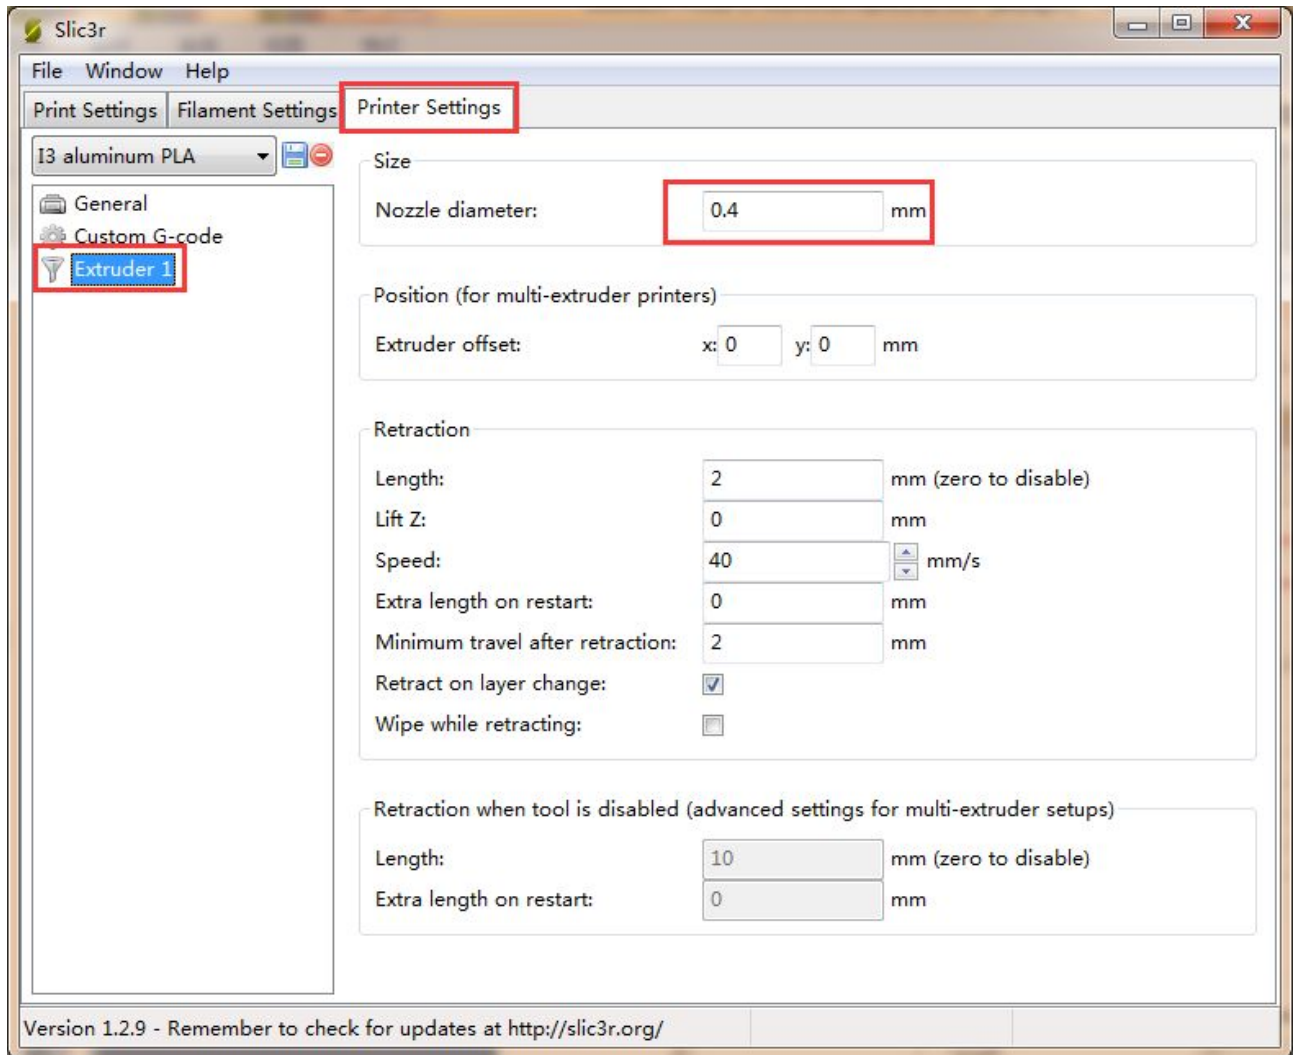 Slic3r
File Window Help
Print Settings Filament Settings Printer Settings
I3 aluminum PLA
General
Custom G-code
Extruder 1
Size
Nozzle diameter: 0.4 mm
Position (for multi-extruder printers)
Extruder offset: x: 0 y: 0 mm
Retraction
Length: 2 mm (zero to disable)
Lift Z: 0 mm
Speed: 40 mm/s
Extra length on restart: 0 mm
Minimum travel after retraction: 2 mm
Retract on layer change:
Wipe while retracting:
Retraction when tool is disabled (advanced settings for multi-extruder setups)
Length: 10 mm (zero to disable)
Extra length on restart: 0 mm
Version 1.2.9 - Remember to check for updates at http://slic3r.org/